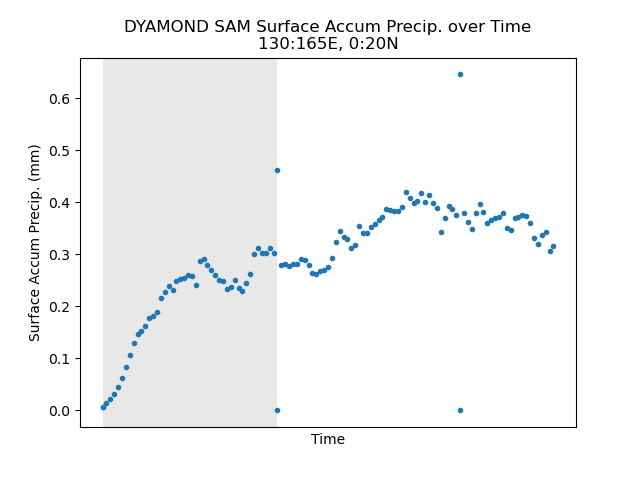 DYAMOND SAM Surface Accum Precip. over Time
130:165E, 0:20N
0.6
0.5
0.4
0.3
0.2
0.1
0.0
Surface Accum Precip. (mm)
Time